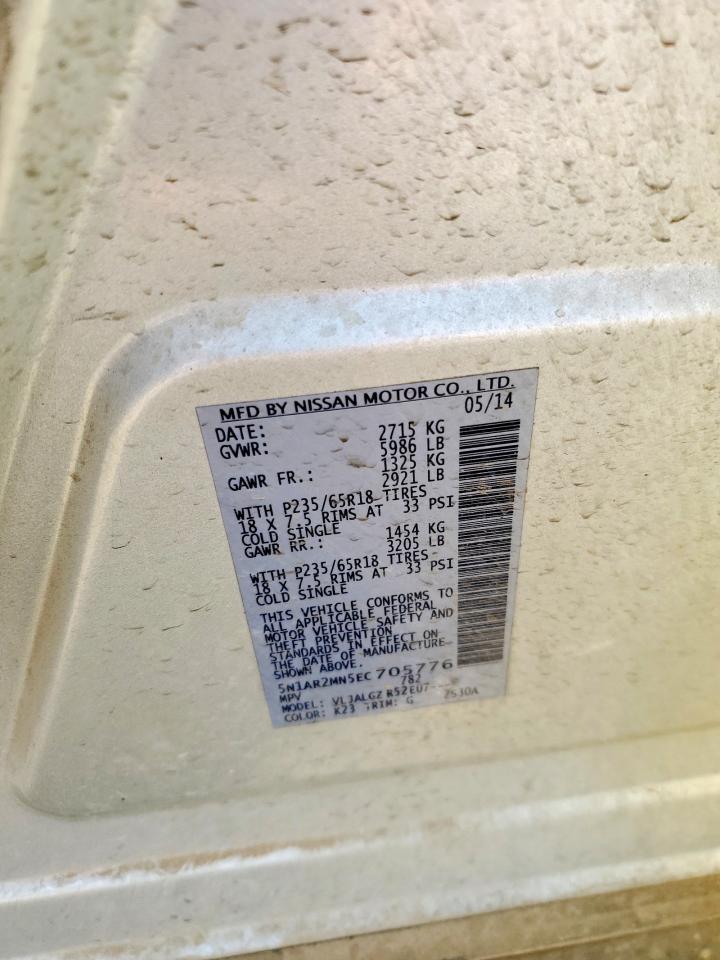 MFD BY NISSAN MOTOR CO., LTD.
DATE: 05/14
GVWR: 2715 KG
5986 LB
GAWR FR.: 1325 KG
2921 LB
WITH P235/65R18 TIRES
18 X 7.5 RIMS AT 33 PSI
COLD SINGLE
GAWR RR.: 1454 KG
3205 LB
WITH P235/65R18 TIRES
18 X 7.5 RIMS AT 33 PSI
COLD SINGLE
THIS VEHICLE CONFORMS TO
ALL APPLICABLE FEDERAL
MOTOR VEHICLE SAFETY AND
THEFT PREVENTION
STANDARDS IN EFFECT ON
THE DATE OF MANUFACTURE
SHOWN ABOVE.
5N1AR2MN5EC705776
MPV 782
MODEL: R52EU7
COLOR: K23 TRIM: G